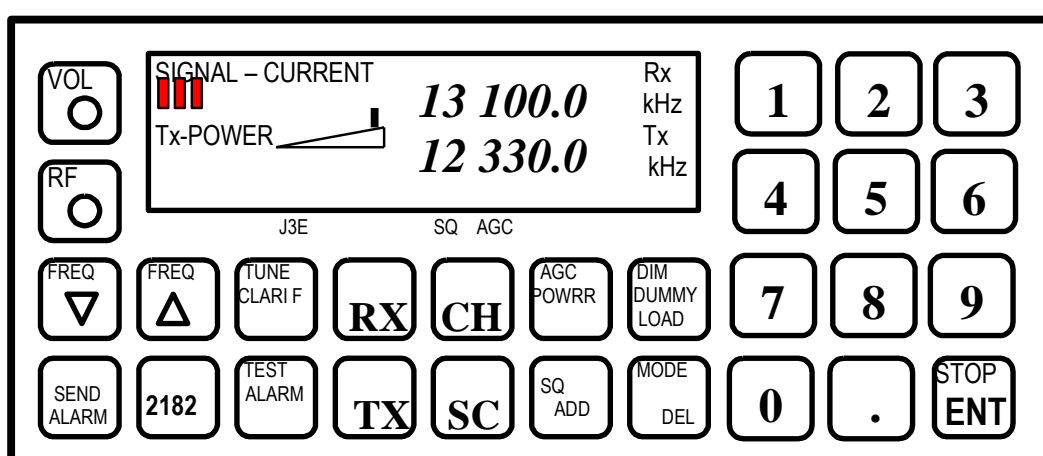 VOL
SIGNAL – CURRENT
13 100.0
Rx
kHz
Tx-POWER
12 330.0
Tx
kHz
RF
J3E
SQ AGC
1
2
3
4
5
6
FREQ
FREQ
TUNE
CLARI F
RX
CH
AGC
POWRR
DIM
DUMMY
LOAD
7
8
9
SEND
ALARM
2182
TEST
ALARM
TX
SC
SQ
ADD
MODE
DEL
0
.
STOP
ENT